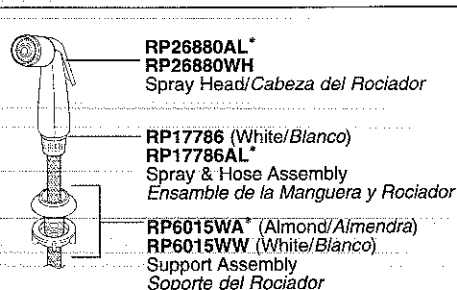 RP26880AL*
RP26880WH
Spray Head/Cabeza del Rociador
RP17786 (White/Blanco)
RP17786AL*
Spray & Hose Assembly
Ensamble de la Manguera y Rociador
RP6015WA* (Almond/Almendra)
RP6015WW (White/Blanco)
Support Assembly
Soporte del Rociador